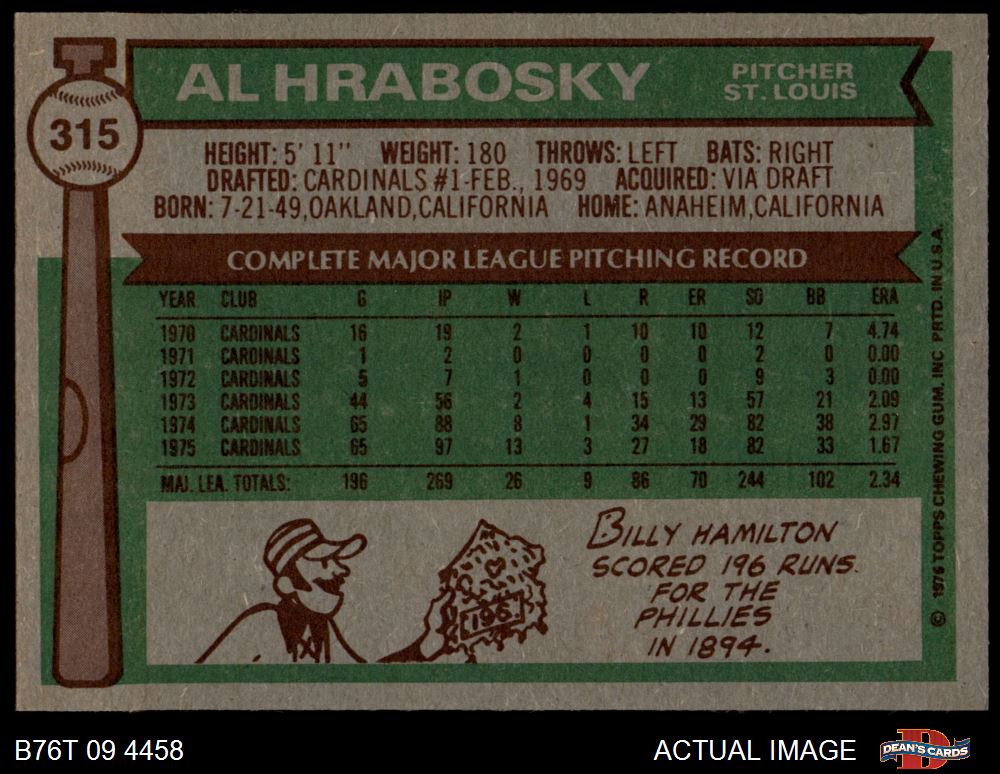 315
AL HRABOSKY
PITCHER
ST. LOUIS
HEIGHT: 5' 11" WEIGHT: 180 THROWS: LEFT BATS: RIGHT
DRAFTED: CARDINALS #1-FEB., 1969 ACQUIRED: VIA DRAFT
BORN: 7-21-49, OAKLAND, CALIFORNIA HOME: ANAHEIM, CALIFORNIA
COMPLETE MAJOR LEAGUE PITCHING RECORD
YEAR CLUB G IP W L R ER SO BB ERA
1970 CARDINALS 16 19 2 1 10 10 12 7 4.74
1971 CARDINALS 1 2 0 0 0 0 2 0 0.00
1972 CARDINALS 5 7 1 0 0 0 9 3 0.00
1973 CARDINALS 44 56 2 4 15 13 57 21 2.09
1974 CARDINALS 65 88 8 1 34 29 82 38 2.97
1975 CARDINALS 65 97 13 3 27 18 82 33 1.67
MAJ. LEA. TOTALS: 196 269 26 9 86 70 244 102 2.34
196
BILLY HAMILTON
SCORED 196 RUNS
FOR THE
PHILLIES
IN 1894.
© 1976 TOPPS CHEWING GUM, INC PRTD. IN U.S.A.
B76T 09 4458
ACTUAL IMAGE
DEAN'S CARDS